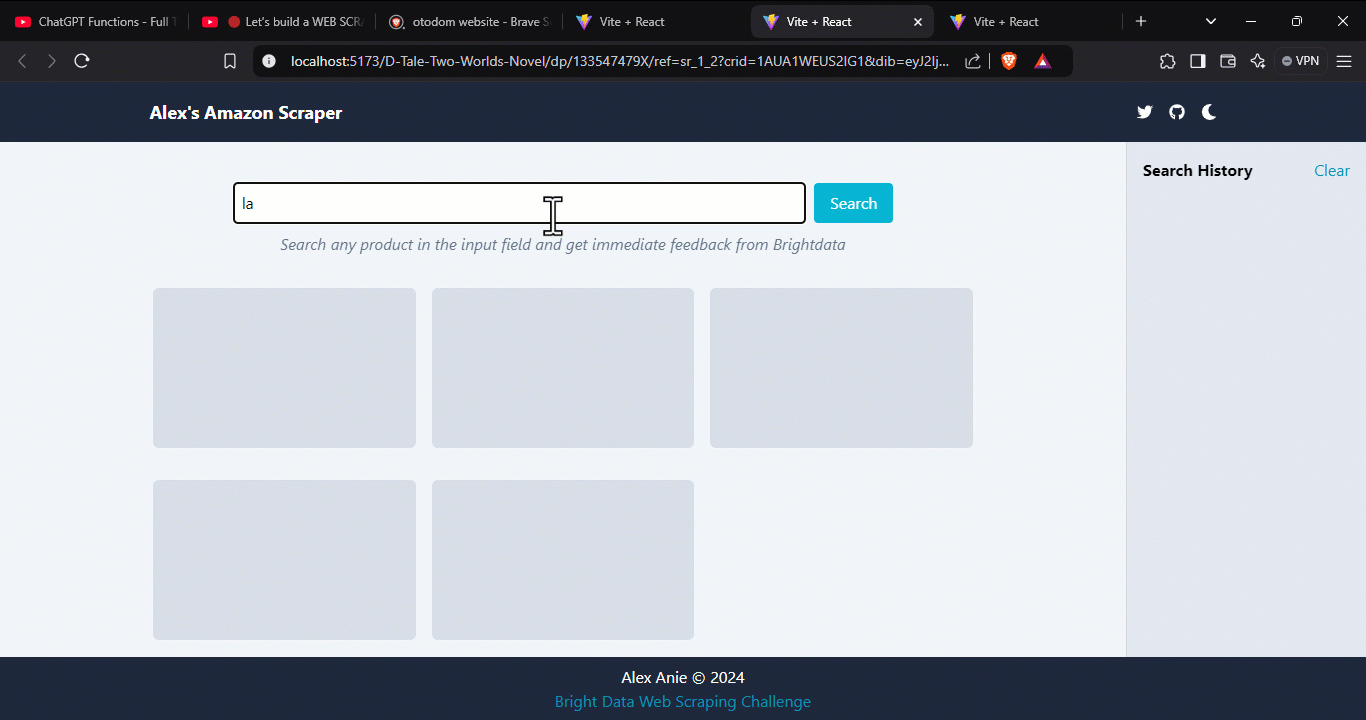 ChatGPT Functions - Full T
Let's build a WEB SCRA
otodom website - Brave S
Vite + React
Vite + React
Vite + React
localhost:5173/D-Tale-Two-Worlds-Novel/dp/133547479X/ref=sr_1_2?crid=1AUA1WEUS2IG1&dib=eyJ2Ij...
VPN
Alex's Amazon Scraper
Search History
Clear
la
Search
Search any product in the input field and get immediate feedback from Brightdata
Alex Anie © 2024
Bright Data Web Scraping Challenge